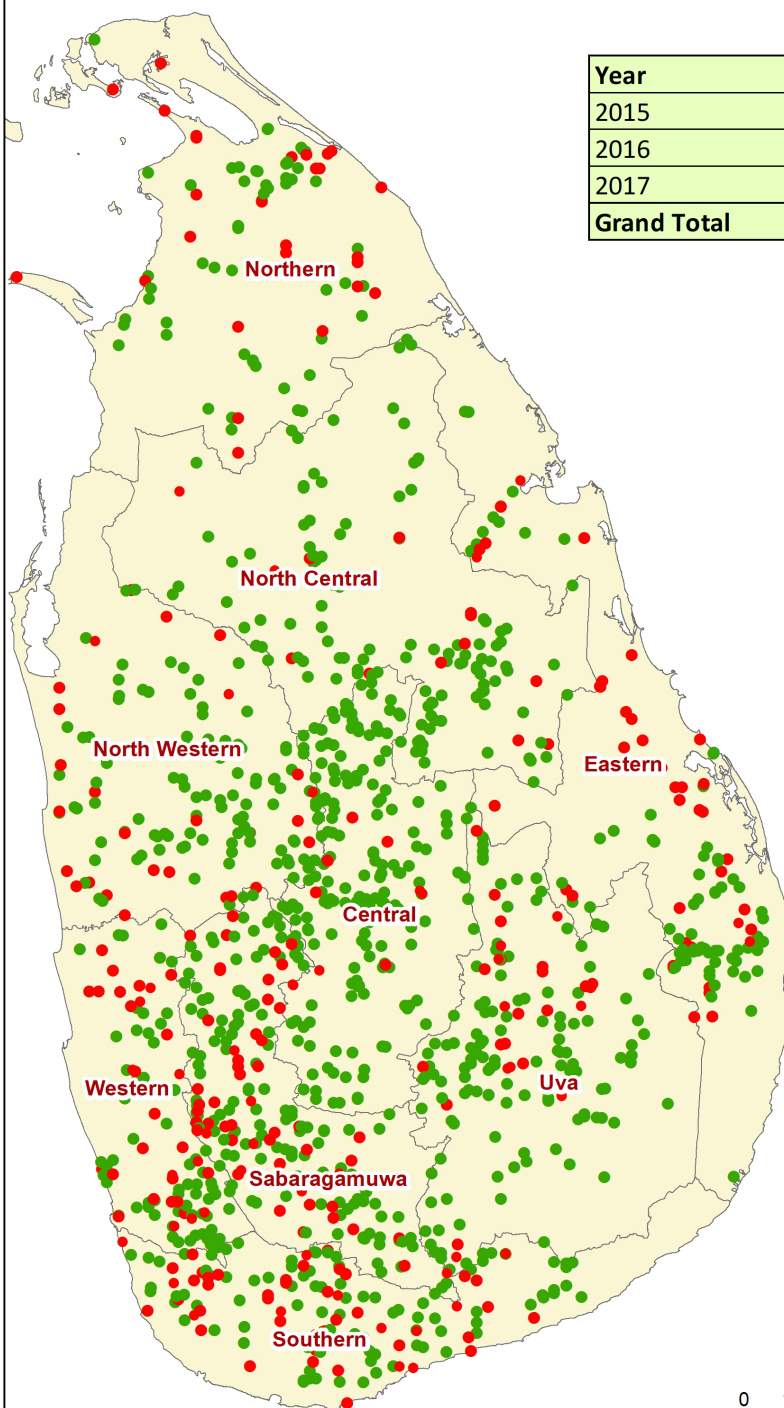 Year
2015
2016
2017
Grand Total
Northern
North Central
North Western
Eastern
Central
Western
Uva
Sabaragamuwa
Southern
0